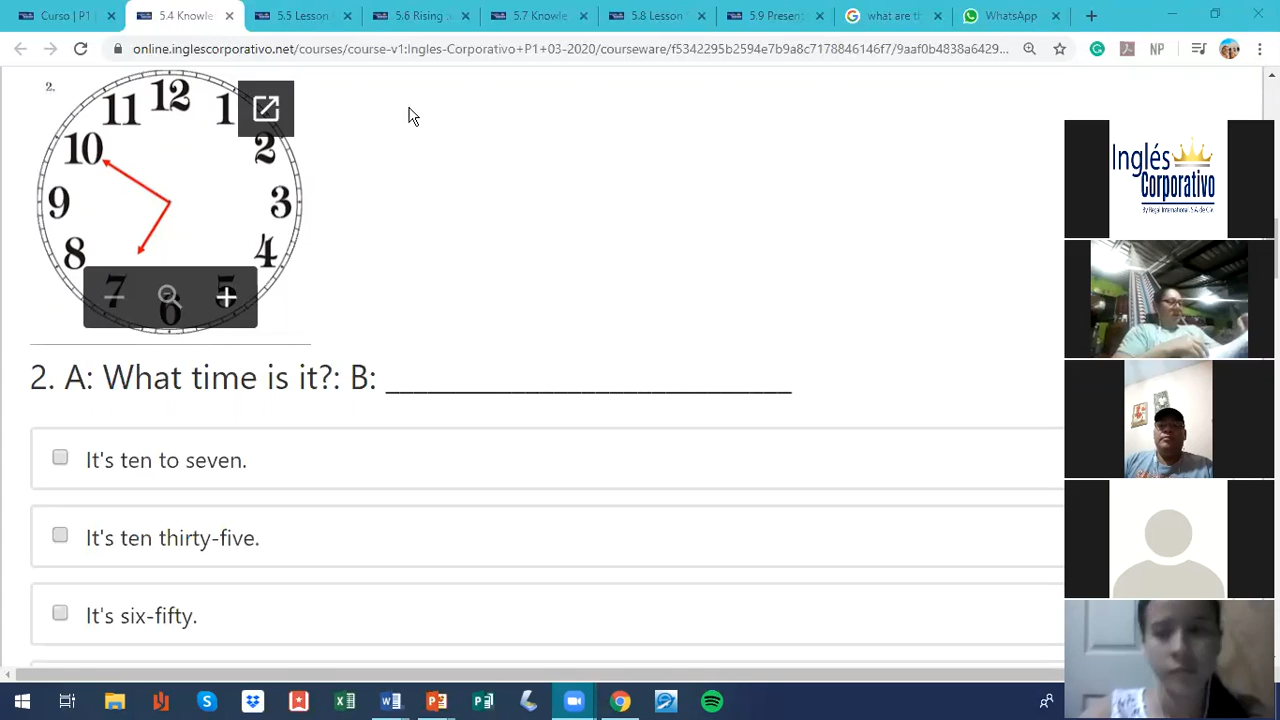 Curso | P1
5.4 Knowle
5.5 Lesson
5.6 Rising
5.7 Knowle
5.8 Lesson
5.9 Present
what are th
WhatsApp
online.inglescorporativo.net/courses/course-v1:Ingles-Corporativo+P1+03-2020/courseware/f5342295b2594e7b9a8c7178846146f7/9aaf0b4838a6429...
NP
2.
12
11
1
10
2
9
3
8
4
7
5
6
Inglés
Corporativo
2. A: What time is it?: B: _____________________________
It's ten to seven.
It's ten thirty-five.
It's six-fifty.